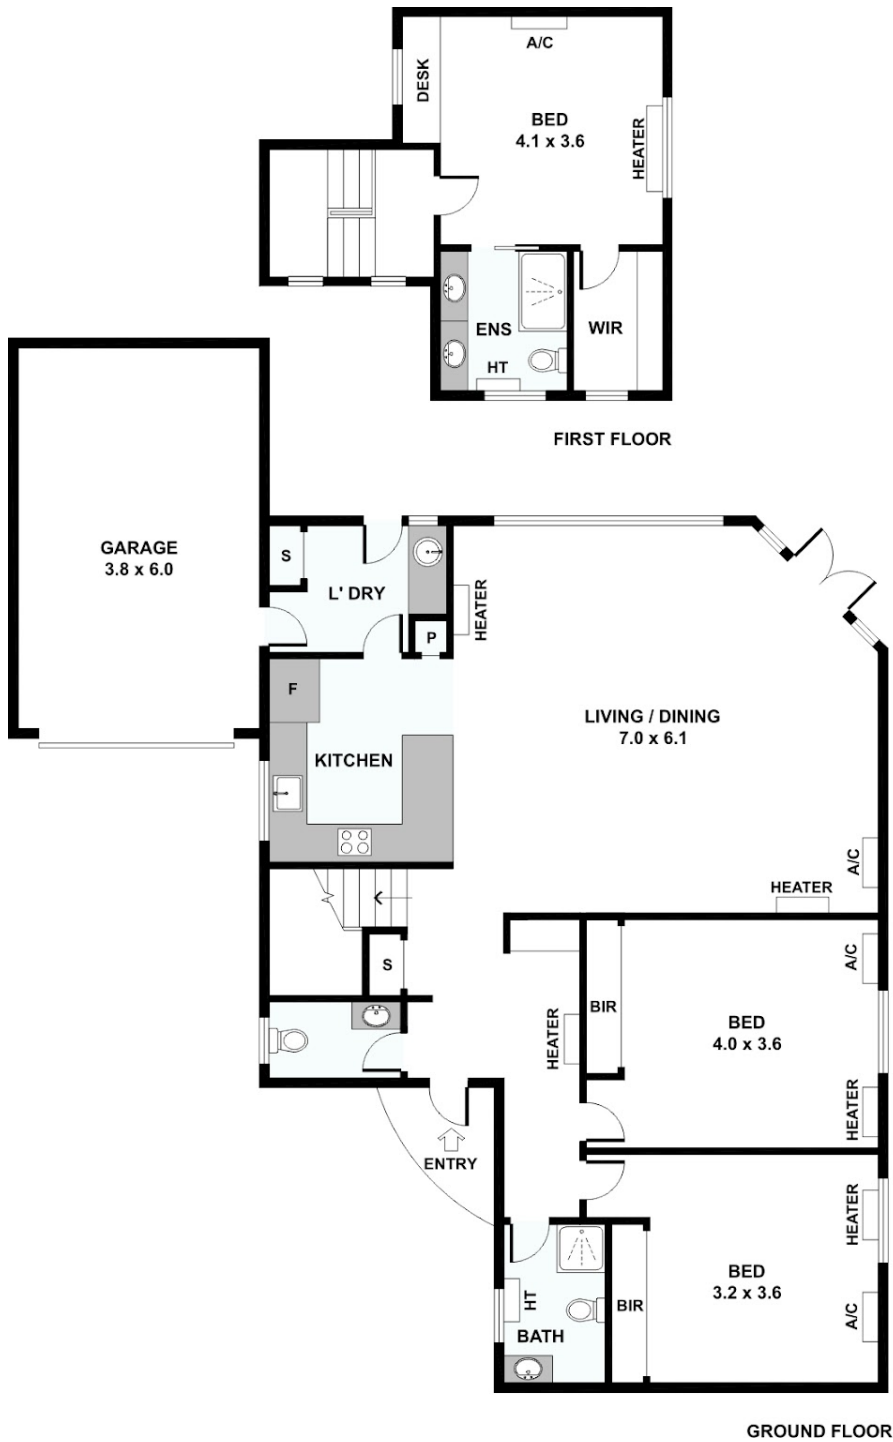 DESK
A/C
BED
4.1 x 3.6
HEATER
ENS
HT
WIR
FIRST FLOOR
GARAGE
3.8 x 6.0
S
L' DRY
P
HEATER
F
KITCHEN
LIVING / DINING
7.0 x 6.1
A/C
HEATER
S
BIR
HEATER
BED
4.0 x 3.6
A/C
HEATER
ENTRY
BED
3.2 x 3.6
HEATER
A/C
BIR
HT
BATH
GROUND FLOOR